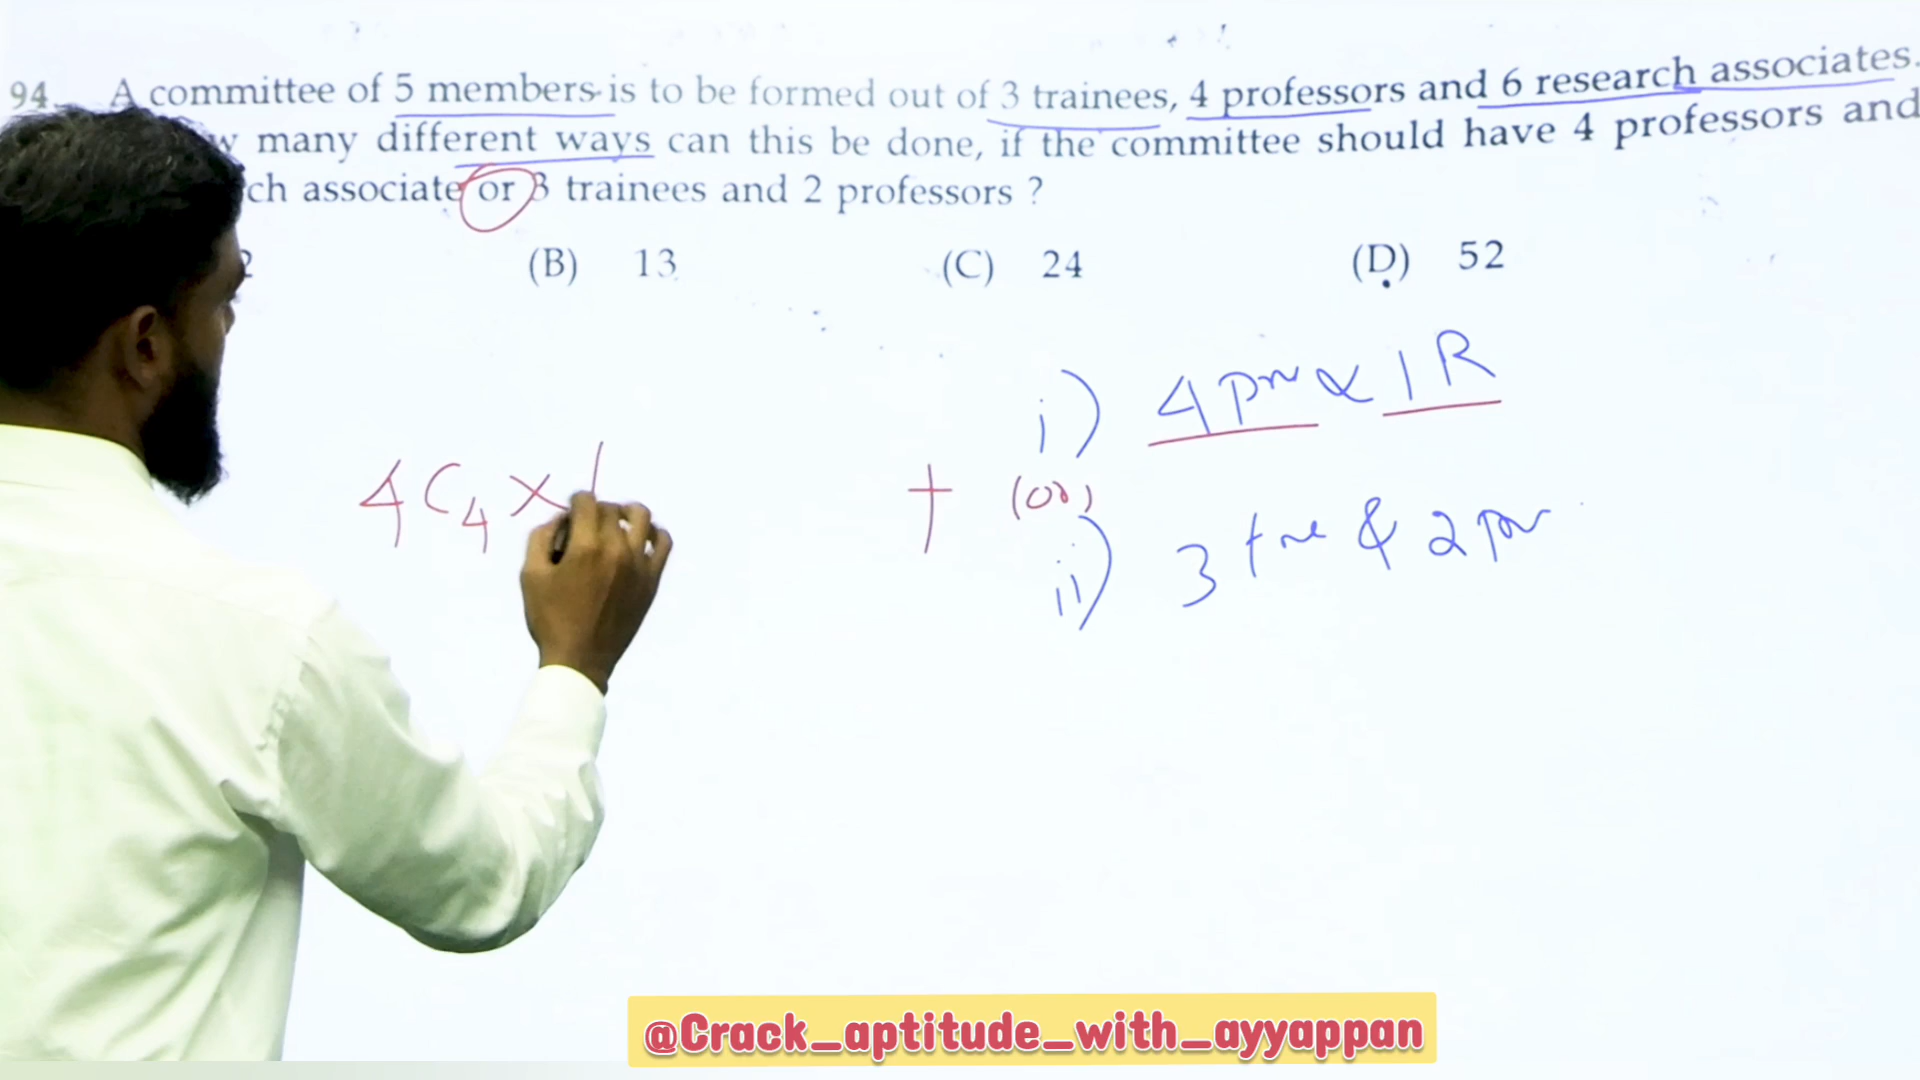 94. A committee of 5 members is to be formed out of 3 trainees, 4 professors and 6 research associates.
many different ways can this be done, if the committee should have 4 professors and
ch associate or 3 trainees and 2 professors ?
(B) 13 (C) 24 (D) 52
i) 4 pr & 1 R
4C4 × + (or)
ii) 3 tre & 2 pr
@Crack_aptitude_with_ayyappan